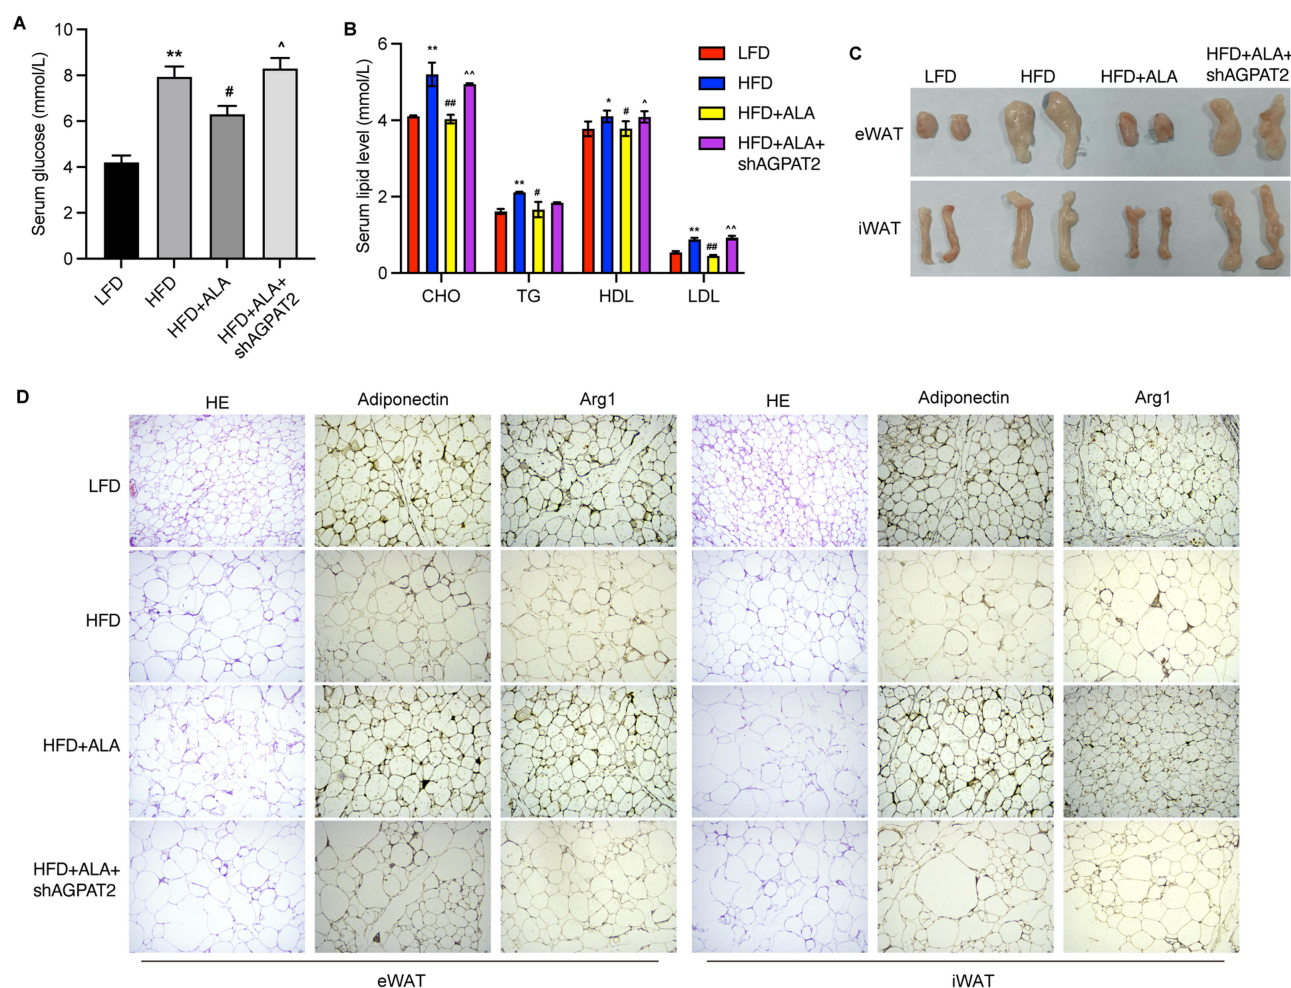 A
Serum glucose (mmol/L)
10
8
6
4
2
0
**
#
^
LFD
HFD
HFD+ALA
HFD+ALA+
shAGPAT2
B
Serum lipid level (mmol/L)
6
4
2
0
**
##
^^
**
#
*
#
^
**
##
^^
CHO
TG
HDL
LDL
LFD
HFD
HFD+ALA
HFD+ALA+
shAGPAT2
C
LFD
HFD
HFD+ALA
HFD+ALA+
shAGPAT2
eWAT
iWAT
D
HE
Adiponectin
Arg1
HE
Adiponectin
Arg1
LFD
HFD
HFD+ALA
HFD+ALA+
shAGPAT2
eWAT
iWAT